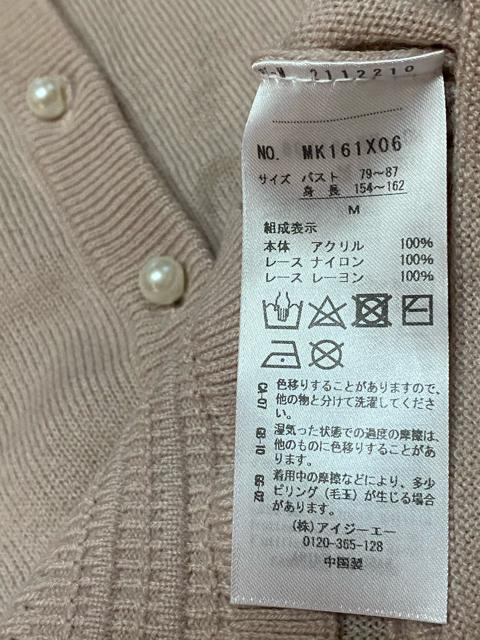 2112210
NO. MK161X06
サイズ バスト 79~87
身長 154~162
M
組成表示
本体 アクリル 100%
レース ナイロン 100%
レース レーヨン 100%
CA-07 色移りすることがありますので、
他の物と分けて洗濯してくださ
い。
湿気った状態での過度の摩擦は、
他のものに色移りすることがあ
ります。
着用中の摩擦などにより、多少
ピリング(毛玉)が生じる場合
があります。
(株)アイジーエー
0120-365-128
中国製